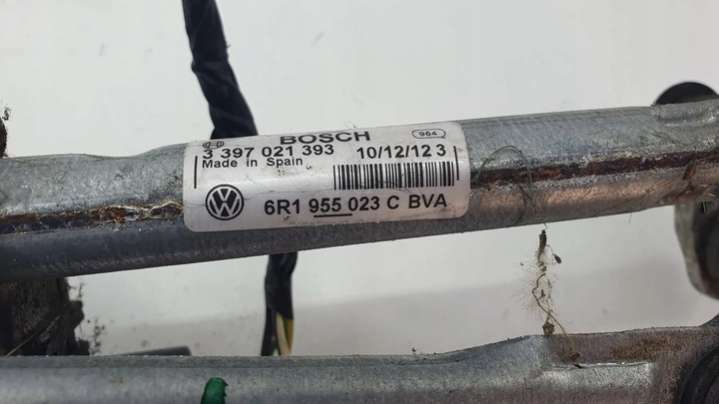 BOSCH 964
3 397 021 393 10/12/12 3
Made in Spain
6R1 955 023 C BVA